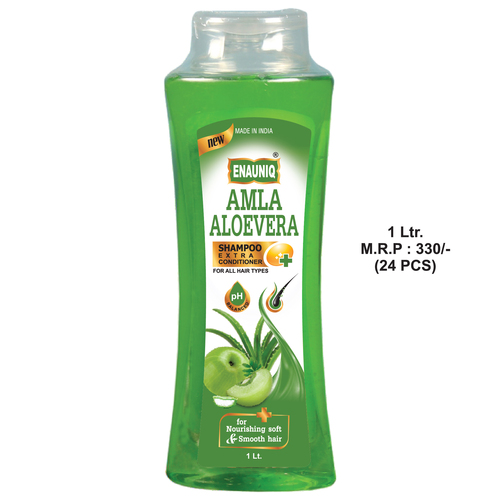 new
MADE IN INDIA
ENAUNIQ ®
AMLA
ALOEVERA
SHAMPOO
EXTRA
CONDITIONER
FOR ALL HAIR TYPES
pH
BALANCED
for
Nourishing soft
& Smooth hair
1 Lt.
1 Ltr.
M.R.P : 330/-
(24 PCS)